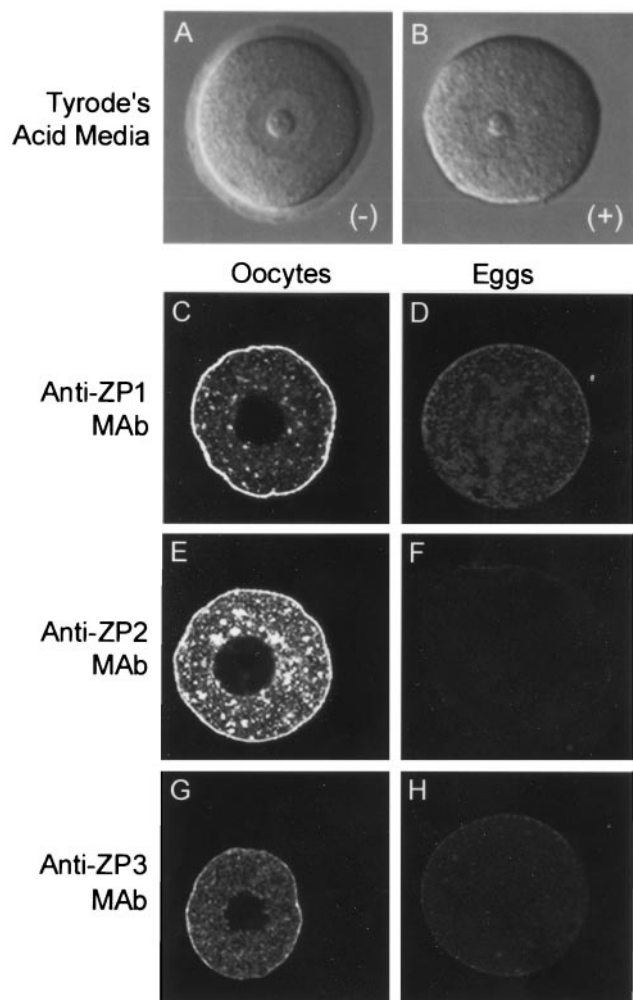 A
B
Tyrode's
Acid Media
(-)
(+)
Oocytes
Eggs
C
D
Anti-ZP1
MAb
E
F
Anti-ZP2
MAb
G
H
Anti-ZP3
MAb